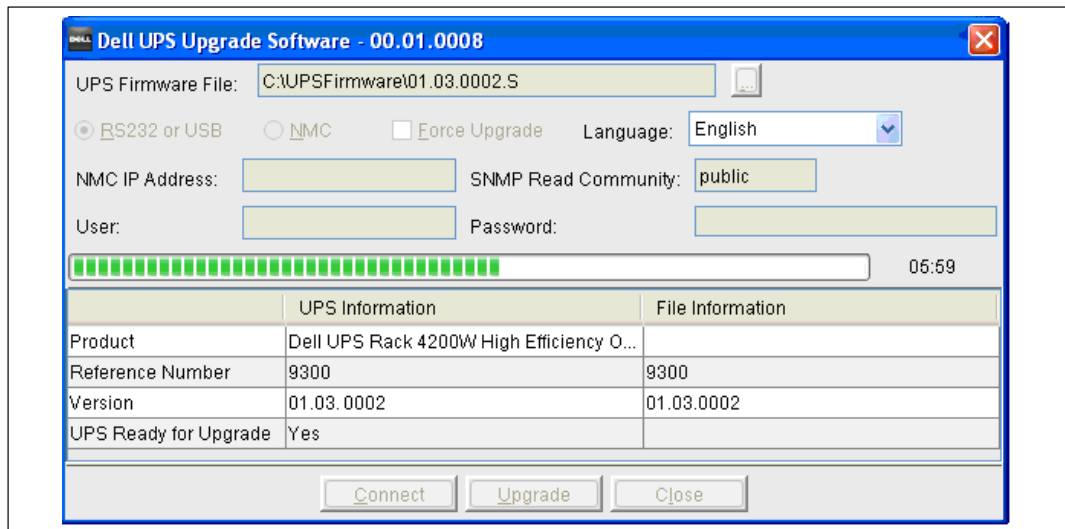 DELL Dell UPS Upgrade Software - 00.01.0008
UPS Firmware File: C:\UPSFirmware\01.03.0002.S ...
RS232 or USB NMC Force Upgrade Language: English
NMC IP Address: SNMP Read Community: public
User: Password:
05:59
UPS Information File Information
Product Dell UPS Rack 4200W High Efficiency O...
Reference Number 9300 9300
Version 01.03.0002 01.03.0002
UPS Ready for Upgrade Yes
Connect Upgrade Close